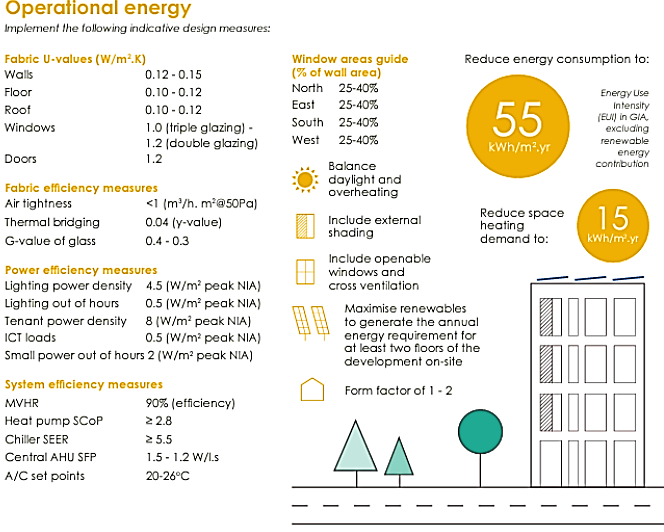 Operational energy
Implement the following indicative design measures:
Fabric U-values (W/m².K)
Walls 0.12 - 0.15
Floor 0.10 - 0.12
Roof 0.10 - 0.12
Windows 1.0 (triple glazing) -
1.2 (double glazing)
Doors 1.2
Fabric efficiency measures
Air tightness <1 (m³/h. m²@50Pa)
Thermal bridging 0.04 (y-value)
G-value of glass 0.4 - 0.3
Power efficiency measures
Lighting power density 4.5 (W/m² peak NIA)
Lighting out of hours 0.5 (W/m² peak NIA)
Tenant power density 8 (W/m² peak NIA)
ICT loads 0.5 (W/m² peak NIA)
Small power out of hours 2 (W/m² peak NIA)
System efficiency measures
MVHR 90% (efficiency)
Heat pump SCoP ≥ 2.8
Chiller SEER ≥ 5.5
Central AHU SFP 1.5 - 1.2 W/l.s
A/C set points 20-26°C
Window areas guide
(% of wall area)
North 25-40%
East 25-40%
South 25-40%
West 25-40%
Balance
daylight and
overheating
Include external
shading
Include openable
windows and
cross ventilation
Maximise renewables
to generate the annual
energy requirement for
at least two floors of the
development on-site
Form factor of 1 - 2
Reduce energy consumption to:
55
kWh/m².yr
Energy Use
Intensity
(EUI) in GIA,
excluding
renewable
energy
contribution
Reduce space
heating
demand to:
15
kWh/m².yr